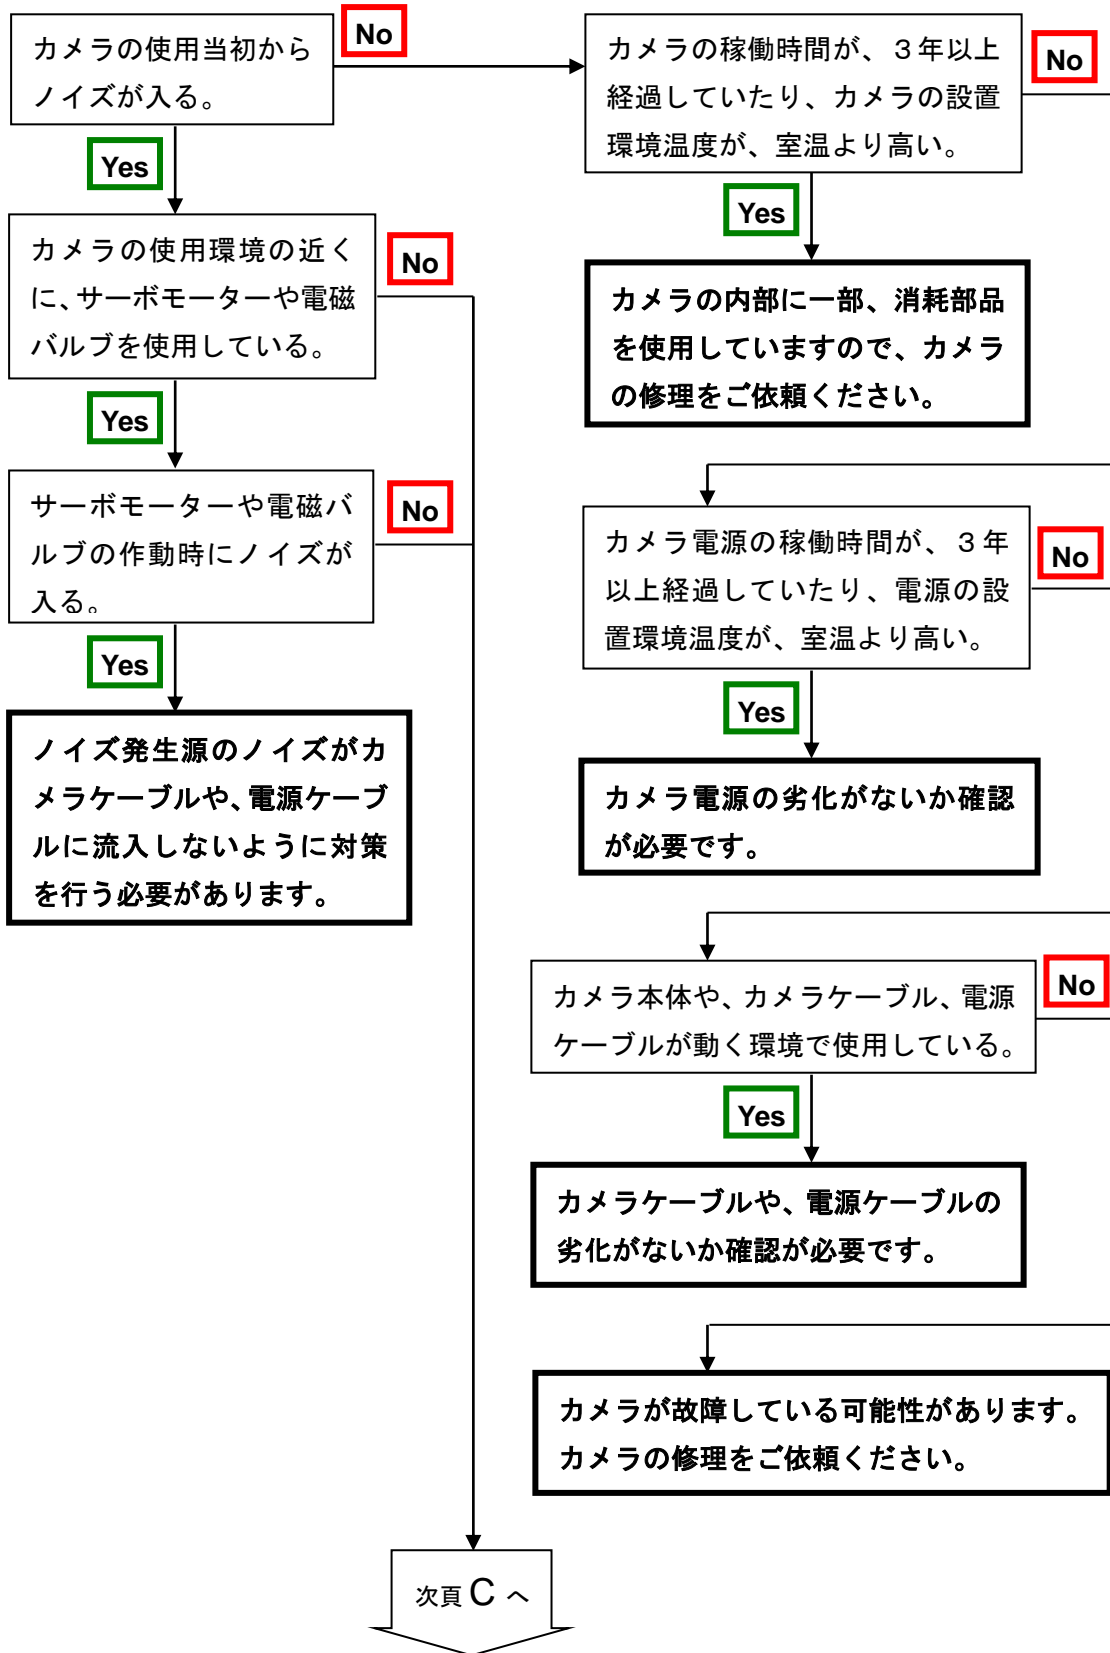 カメラの使用当初から
ノイズが入る。
No
Yes
カメラの使用環境の近く
に、サーボモーターや電磁
バルブを使用している。
No
Yes
サーボモーターや電磁バ
ルブの作動時にノイズが
入る。
No
Yes
ノイズ発生源のノイズがカ
メラケーブルや、電源ケーブ
ルに流入しないように対策
を行う必要があります。
カメラの稼働時間が、３年以上
経過していたり、カメラの設置
環境温度が、室温より高い。
No
Yes
カメラの内部に一部、消耗部品
を使用していますので、カメラ
の修理をご依頼ください。
カメラ電源の稼働時間が、３年
以上経過していたり、電源の設
置環境温度が、室温より高い。
No
Yes
カメラ電源の劣化がないか確認
が必要です。
カメラ本体や、カメラケーブル、電源
ケーブルが動く環境で使用している。
No
Yes
カメラケーブルや、電源ケーブルの
劣化がないか確認が必要です。
カメラが故障している可能性があります。
カメラの修理をご依頼ください。
次頁 C へ